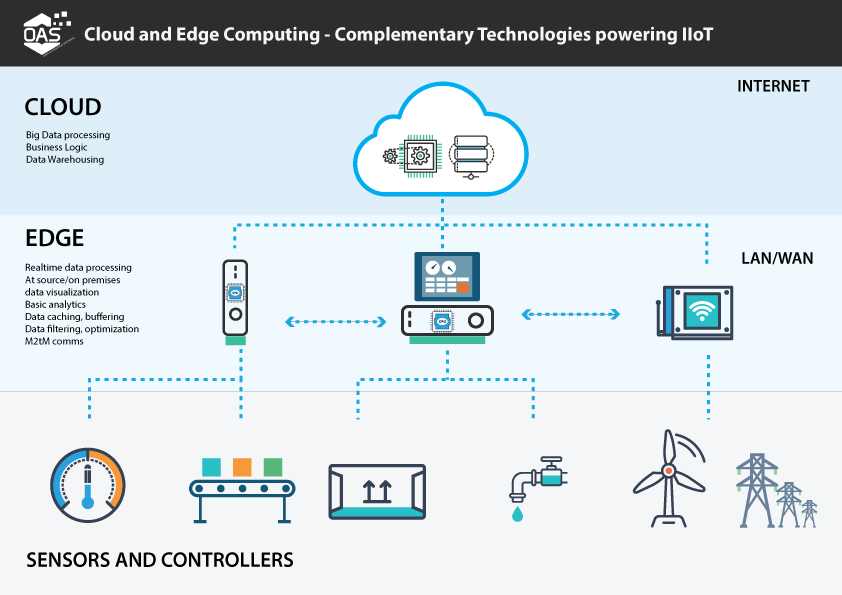 OAS
Cloud and Edge Computing - Complementary Technologies powering IIoT
INTERNET
CLOUD
Big Data processing
Business Logic
Data Warehousing
EDGE
LAN/WAN
Realtime data processing
At source/on premises
data visualization
Basic analytics
Data caching, buffering
Data filtering, optimization
M2tM comms
CPU
CPU
SENSORS AND CONTROLLERS